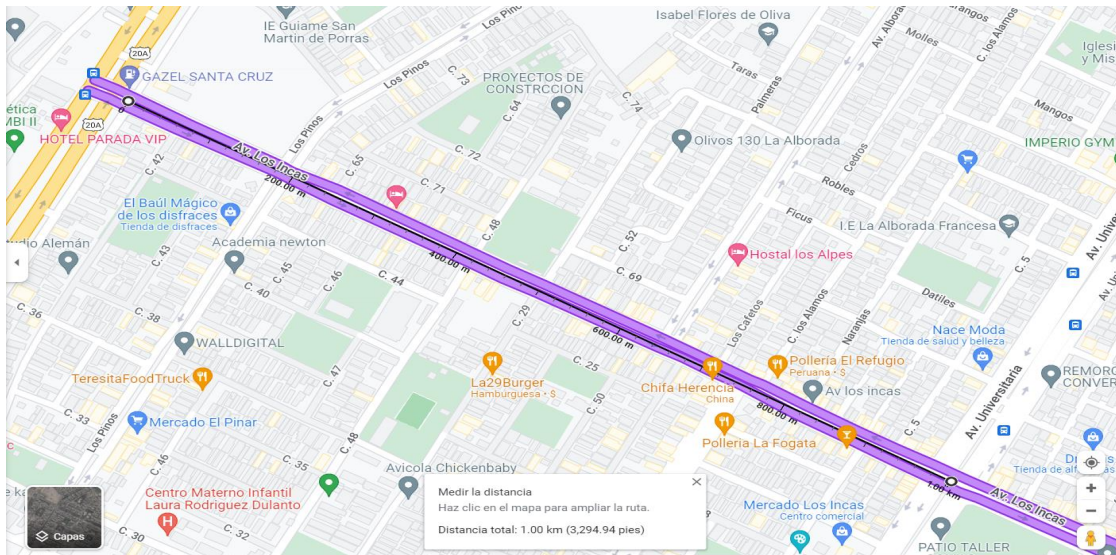 IE Guiame San
Martin de Porras
Isabel Flores de Oliva
Av. Alborada
Molles
C. los Alamos
20A
GAZEL SANTA CRUZ
Los Pinos
PROYECTOS DE
CONSTRCCION
C. 73
C. 64
C. 74
Taras
Palmeras
Mangos
HOTEL PARADA VIP
20A
MBI II
Olivos 130 La Alborada
IMPERIO GYM
Los Pinos
C. 42
Av. Los Incas
C. 65
C. 72
Cedros
Robles
200.00 m
C. 71
El Baúl Mágico
de los disfraces
Tienda de disfraces
Ficus
I.E La Alborada Francesa
Academia newton
C. 48
C. 52
Hostal los Alpes
C. 43
C. 45
C. 46
C. 44
400.00 m
C. 69
C. 5
Av. Universitaria
C. 40
C. 36
C. 38
C. 29
Datiles
Los Cafetos
C. los Alamos
Naranjas
WALLDIGITAL
600.00 m
Nace Moda
Tienda de salud y belleza
TeresitaFoodTruck
C. 47
La29Burger
Hamburguesa · $
C. 25
Chifa Herencia
China
Pollería El Refugio
Peruana · $
Av los incas
C. 50
800.00 m
C. 33
Los Pinos
Mercado El Pinar
C. 48
Polleria La Fogata
C. 5
C. 46
C. 35
Avicola Chickenbaby
Centro Materno Infantil
Laura Rodriguez Dulanto
1.00 km
Av. Los Incas
Mercado Los Incas
Centro comercial
PATIO TALLER
Capas
Medir la distancia
Haz clic en el mapa para ampliar la ruta.
Distancia total: 1.00 km (3,294.94 pies)